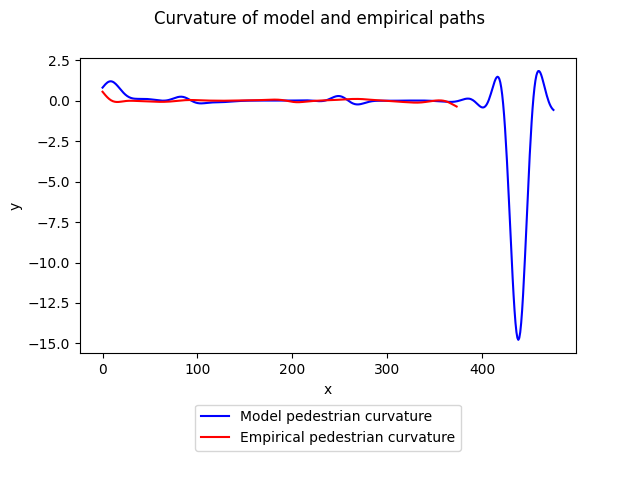 Curvature of model and empirical paths
2.5
0.0
−2.5
−5.0
−7.5
−10.0
−12.5
−15.0
y
0 100 200 300 400
x
Model pedestrian curvature
Empirical pedestrian curvature